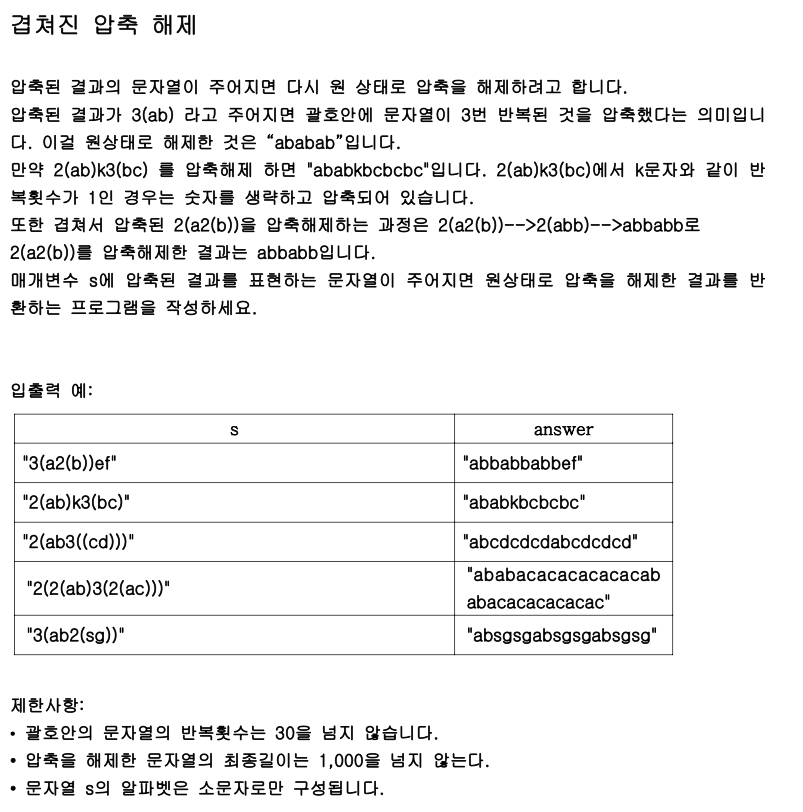 겹쳐진 압축 해제
압축된 결과의 문자열이 주어지면 다시 원 상태로 압축을 해제하려고 합니다.
압축된 결과가 3(ab) 라고 주어지면 괄호안에 문자열이 3번 반복된 것을 압축했다는 의미입니
다. 이걸 원상태로 해제한 것은 “ababab”입니다.
만약 2(ab)k3(bc) 를 압축해제 하면 "ababkbcbcbc"입니다. 2(ab)k3(bc)에서 k문자와 같이 반
복횟수가 1인 경우는 숫자를 생략하고 압축되어 있습니다.
또한 겹쳐서 압축된 2(a2(b))을 압축해제하는 과정은 2(a2(b))-->2(abb)-->abbabb로
2(a2(b))를 압축해제한 결과는 abbabb입니다.
매개변수 s에 압축된 결과를 표현하는 문자열이 주어지면 원상태로 압축을 해제한 결과를 반
환하는 프로그램을 작성하세요.
입출력 예:
s answer
"3(a2(b))ef" "abbabbabbef"
"2(ab)k3(bc)" "ababkbcbcbc"
"2(ab3((cd)))" "abcdcdcdabcdcdcd"
"2(2(ab)3(2(ac)))" "ababacacacacacacab
abacacacacacac"
"3(ab2(sg))" "absgsgabsgsgabsgsg"
제한사항:
• 괄호안의 문자열의 반복횟수는 30을 넘지 않습니다.
• 압축을 해제한 문자열의 최종길이는 1,000을 넘지 않는다.
• 문자열 s의 알파벳은 소문자로만 구성됩니다.